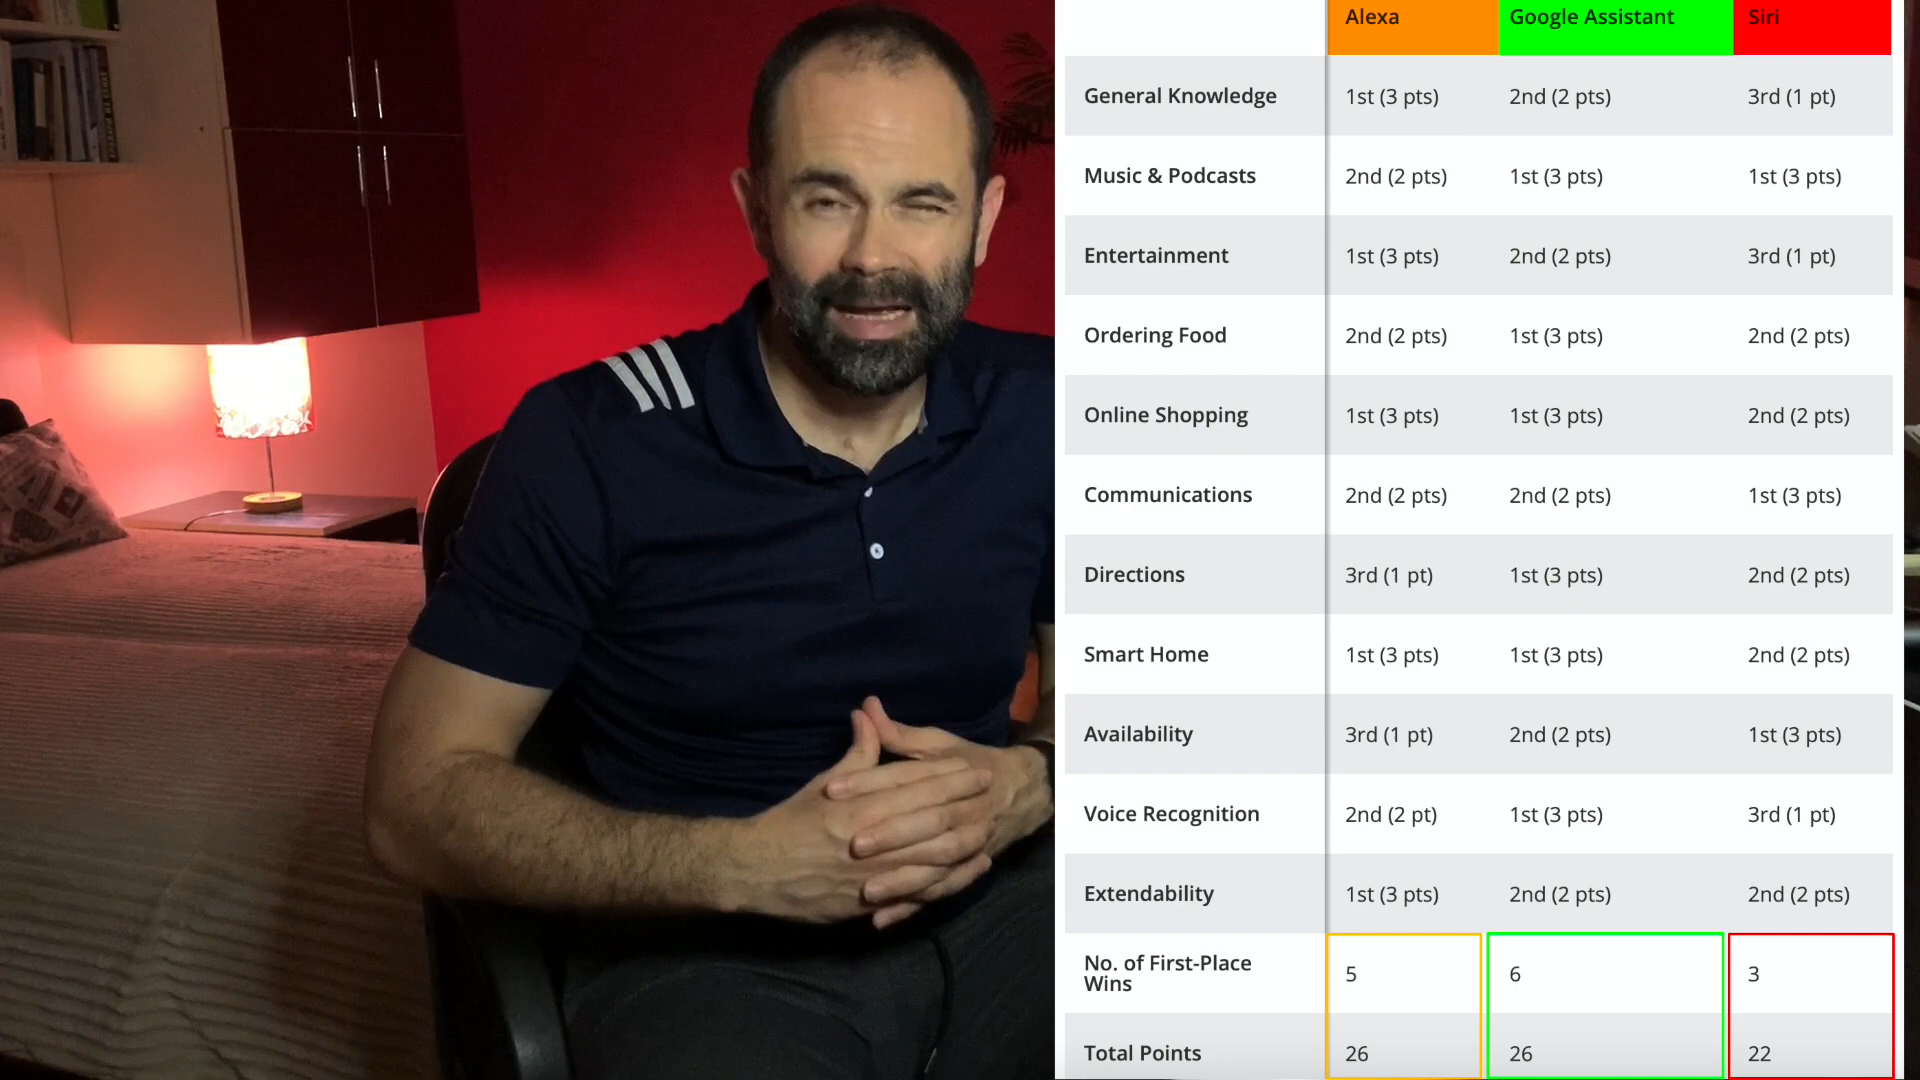 Alexa Google Assistant Siri
General Knowledge 1st (3 pts) 2nd (2 pts) 3rd (1 pt)
Music & Podcasts 2nd (2 pts) 1st (3 pts) 1st (3 pts)
Entertainment 1st (3 pts) 2nd (2 pts) 3rd (1 pt)
Ordering Food 2nd (2 pts) 1st (3 pts) 2nd (2 pts)
Online Shopping 1st (3 pts) 1st (3 pts) 2nd (2 pts)
Communications 2nd (2 pts) 2nd (2 pts) 1st (3 pts)
Directions 3rd (1 pt) 1st (3 pts) 2nd (2 pts)
Smart Home 1st (3 pts) 1st (3 pts) 2nd (2 pts)
Availability 3rd (1 pt) 2nd (2 pts) 1st (3 pts)
Voice Recognition 2nd (2 pt) 1st (3 pts) 3rd (1 pt)
Extendability 1st (3 pts) 2nd (2 pts) 2nd (2 pts)
No. of First-Place
Wins 5 6 3
Total Points 26 26 22